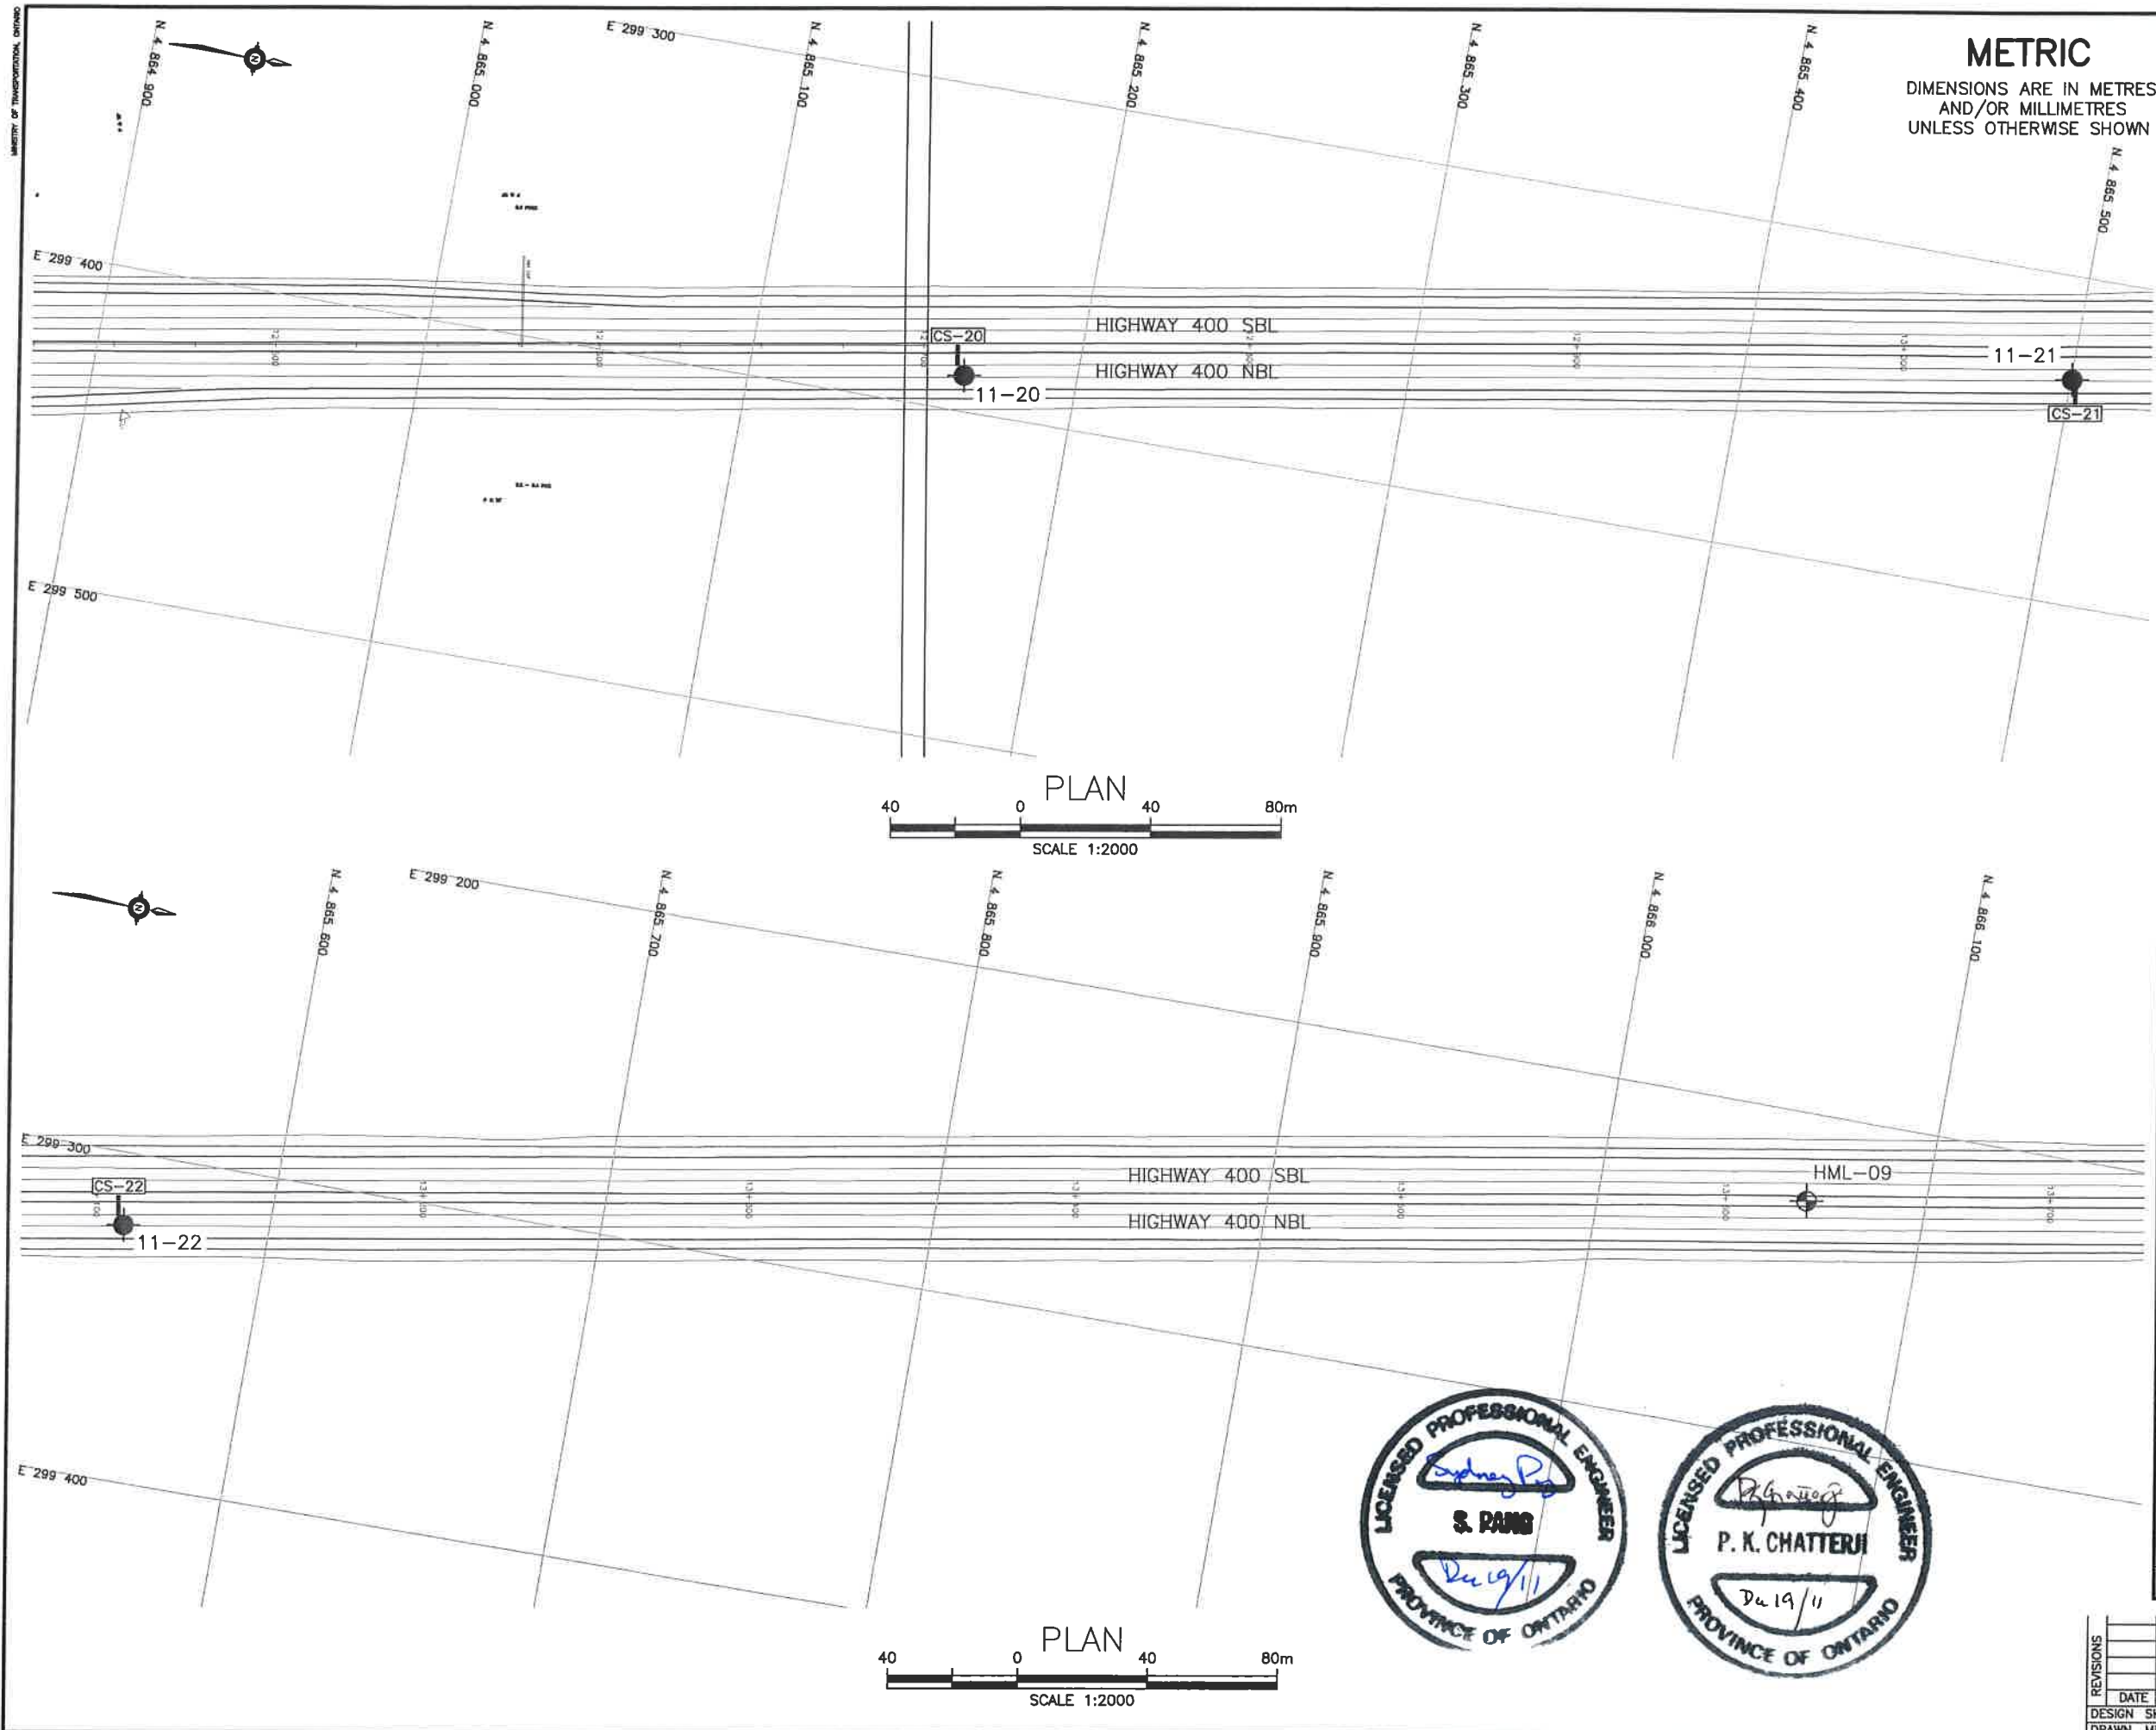 MINISTRY OF TRANSPORTATION, ONTARIO
METRIC
DIMENSIONS ARE IN METRES
AND/OR MILLIMETRES
UNLESS OTHERWISE SHOWN
N 4 864 900
N 4 865 000
N 4 865 100
N 4 865 200
N 4 865 300
N 4 865 400
N 4 865 500
E 299 300
N
E 299 400
E 299 500
HIGHWAY 400 SBL
HIGHWAY 400 NBL
CS-20
11-20
11-21
CS-21
PLAN
40 0 40 80m
SCALE 1:2000
N 4 865 600
N 4 865 700
N 4 865 800
N 4 865 900
N 4 866 000
N 4 866 100
E 299 200
N
E 299 300
E 299 400
HIGHWAY 400 SBL
HIGHWAY 400 NBL
CS-22
11-22
HML-09
13+700
LICENSED PROFESSIONAL ENGINEER
S. PANG
PROVINCE OF ONTARIO
LICENSED PROFESSIONAL ENGINEER
P. K. CHATTERJI
PROVINCE OF ONTARIO
PLAN
40 0 40 80m
SCALE 1:2000
REVISIONS
DATE
DESIGN
DRAWN